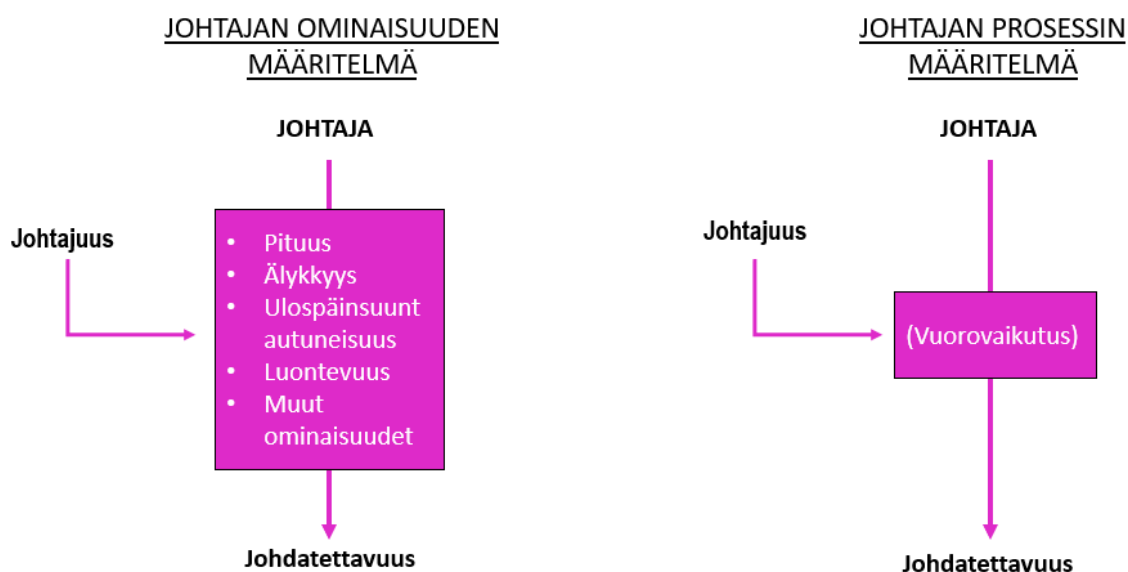 JOHTAJAN OMINAISUUDEN
MÄÄRITELMÄ
JOHTAJA
Johtajuus
• Pituus
• Älykkyys
• Ulospäinsuunt
autuneisuus
• Luontevuus
• Muut
ominaisuudet
Johdatettavuus
JOHTAJAN PROSESSIN
MÄÄRITELMÄ
JOHTAJA
Johtajuus
(Vuorovaikutus)
Johdatettavuus